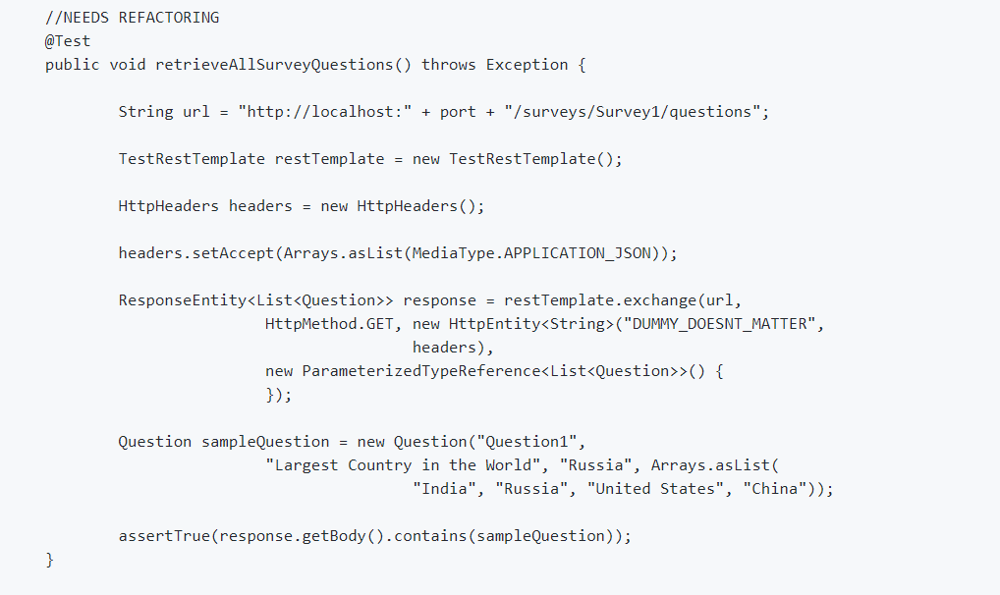 //NEEDS REFACTORING
@Test
public void retrieveAllSurveyQuestions() throws Exception {
String url = "http://localhost:" + port + "/surveys/Survey1/questions";
TestRestTemplate restTemplate = new TestRestTemplate();
HttpHeaders headers = new HttpHeaders();
headers.setAccept(Arrays.asList(MediaType.APPLICATION_JSON));
ResponseEntity<List<Question>> response = restTemplate.exchange(url,
HttpMethod.GET, new HttpEntity<String>("DUMMY_DOESNT_MATTER",
headers),
new ParameterizedTypeReference<List<Question>>() {
});
Question sampleQuestion = new Question("Question1",
"Largest Country in the World", "Russia", Arrays.asList(
"India", "Russia", "United States", "China"));
assertTrue(response.getBody().contains(sampleQuestion));
}